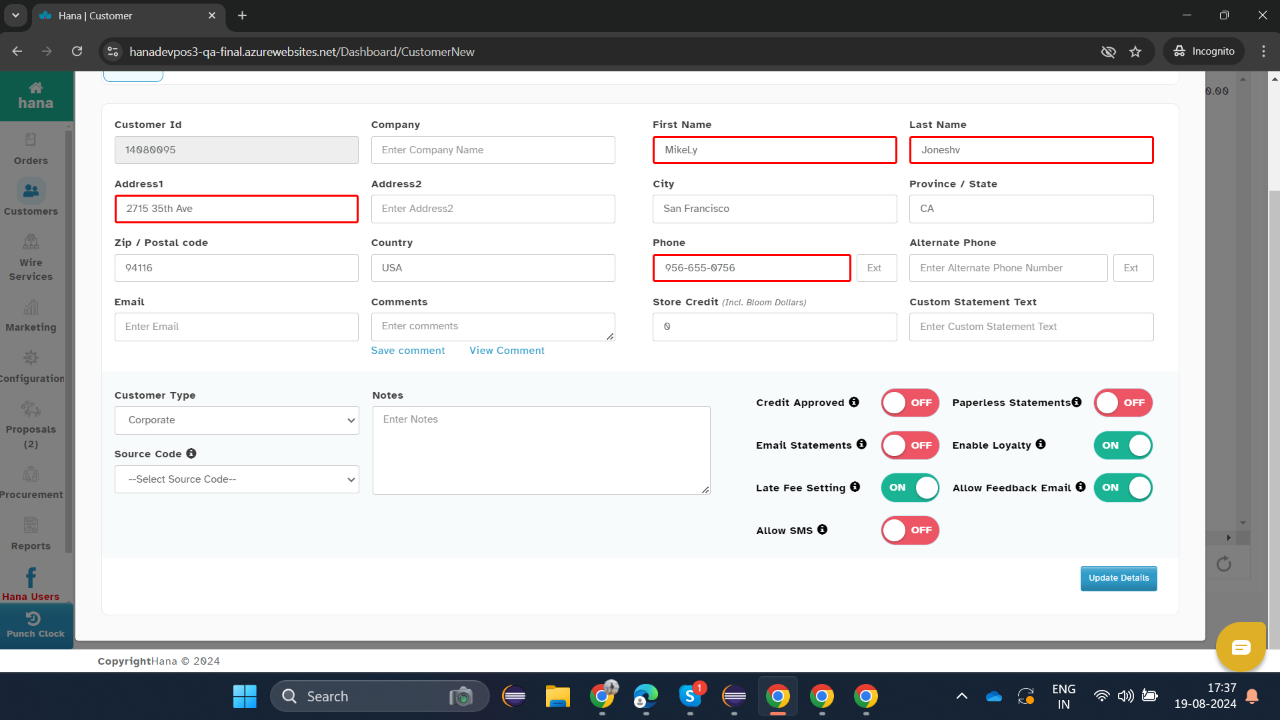 Hana | Customer
hanadevpos3-qa-final.azurewebsites.net/Dashboard/CustomerNew
Incognito
hana
Orders
Customers
Wire
Services
Marketing
Configuration
Proposals
(2)
Procurement
Reports
Hana Users
Punch Clock
0.00
Customer Id
Company
First Name
Last Name
14080095
Enter Company Name
MikeLy
Joneshv
Address1
Address2
City
Province / State
2715 35th Ave
Enter Address2
San Francisco
CA
Zip / Postal code
Country
Phone
Alternate Phone
94116
USA
956-655-0756
Ext
Enter Alternate Phone Number
Ext
Email
Comments
Store Credit (Incl. Bloom Dollars)
Custom Statement Text
Enter Email
Enter comments
0
Enter Custom Statement Text
Save comment
View Comment
Customer Type
Notes
Corporate
Enter Notes
Source Code
--Select Source Code--
Credit Approved
OFF
Paperless Statements
OFF
Email Statements
OFF
Enable Loyalty
ON
Late Fee Setting
ON
Allow Feedback Email
ON
Allow SMS
OFF
Update Details
CopyrightHana © 2024
Search
1
ENG
IN
17:37
19-08-2024